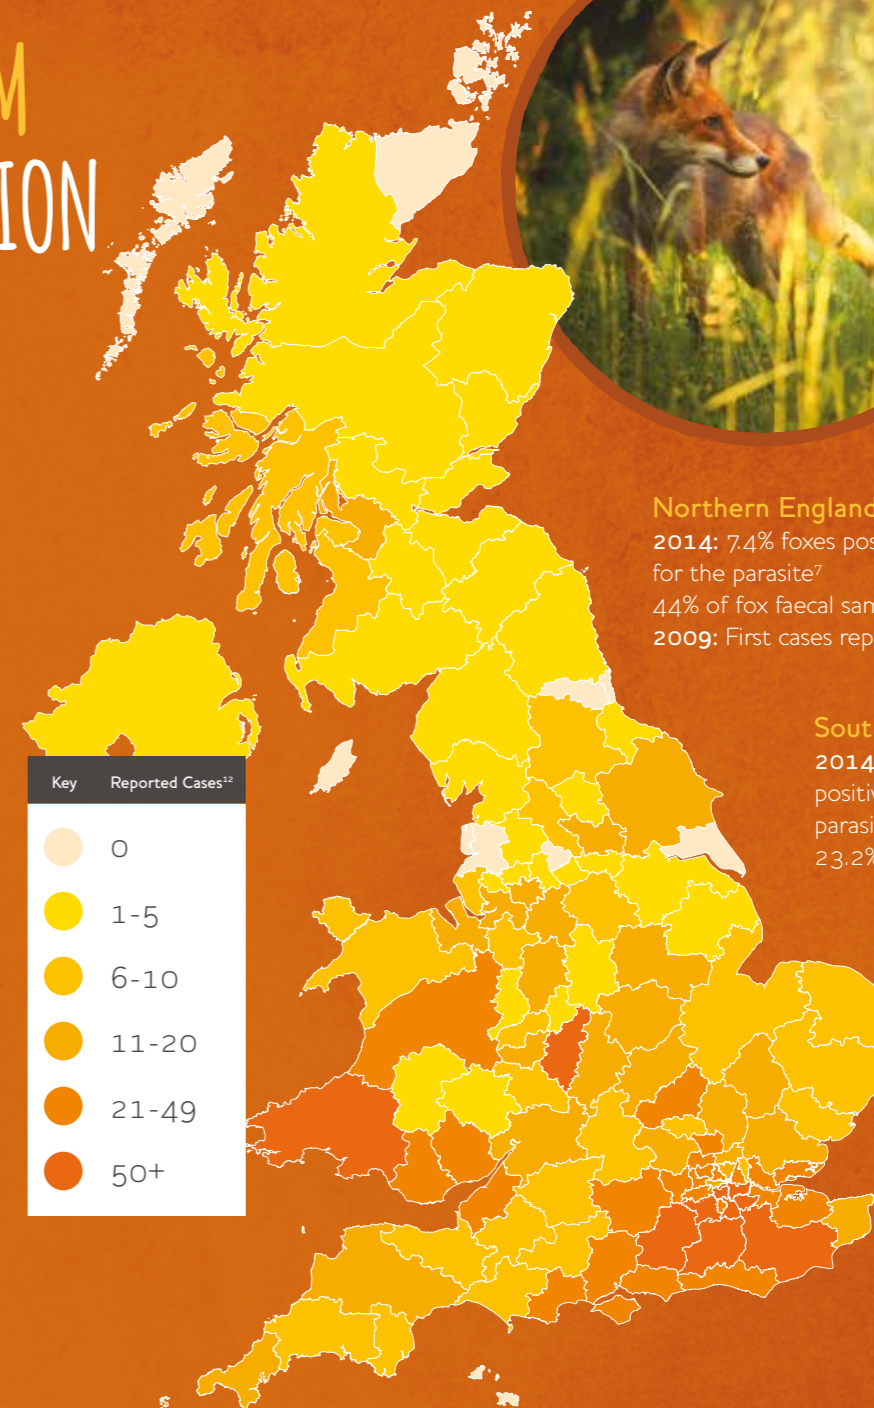 M
ION
Northern England
2014: 7.4% foxes pos
for the parasite⁷
44% of fox faecal sam
2009: First cases rep
Sout
2014
positiv
parasi
23.2%
Key Reported Cases¹²
0
1-5
6-10
11-20
21-49
50+